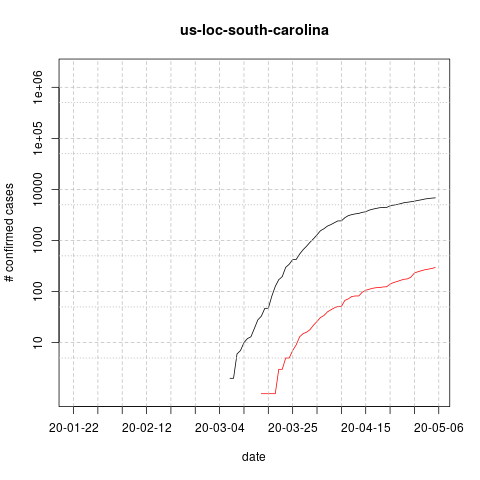 us-loc-south-carolina
# confirmed cases
1e+06
1e+05
10000
1000
100
10
20-01-22
20-02-12
20-03-04
20-03-25
20-04-15
20-05-06
date